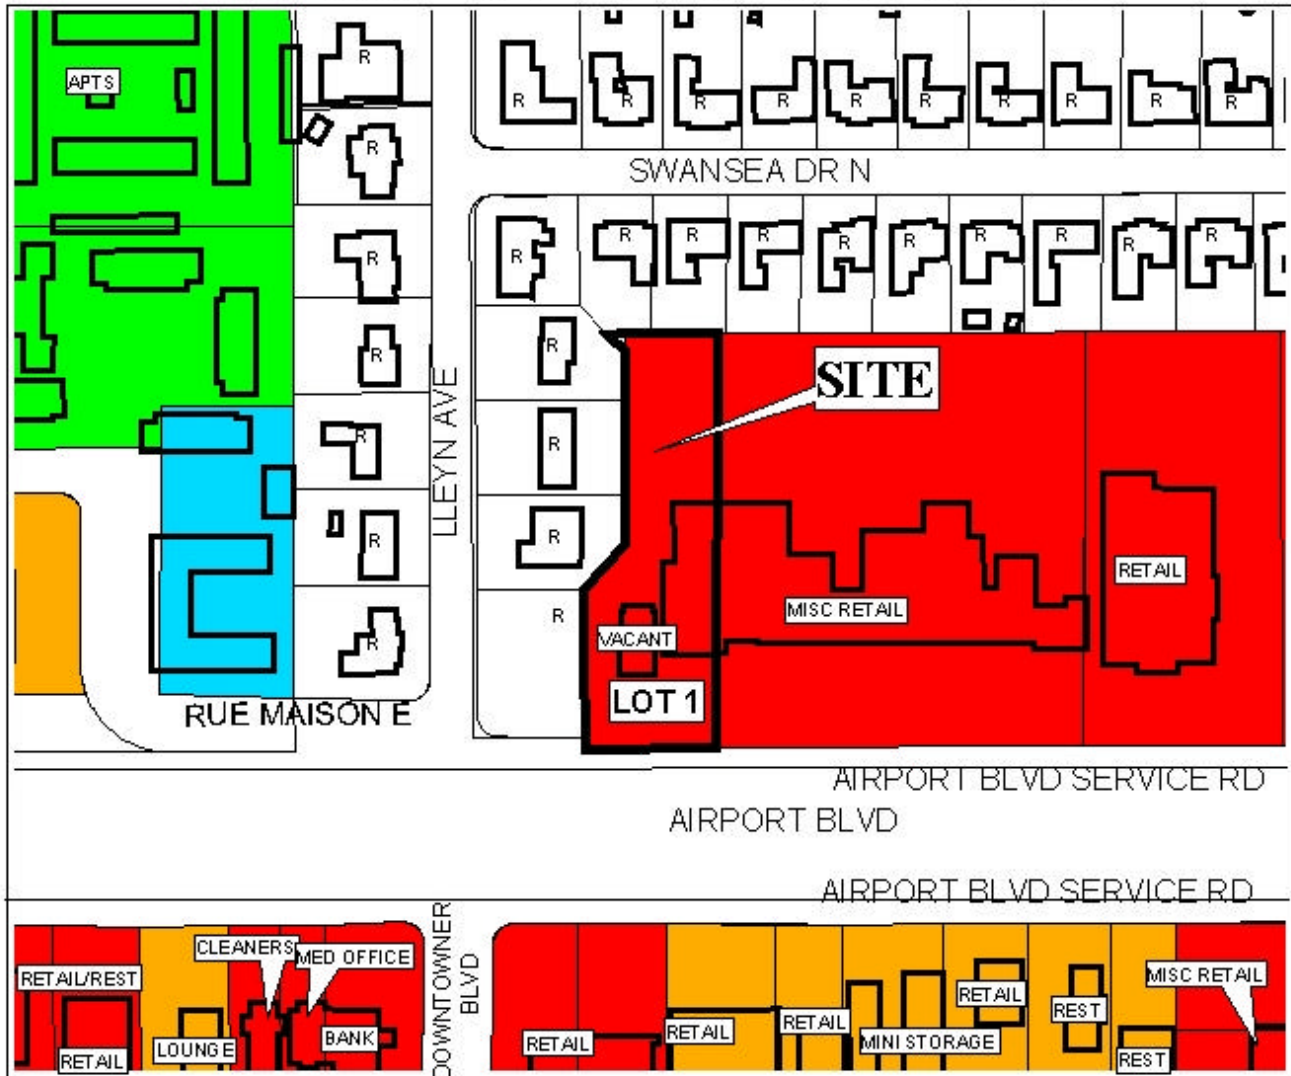 R
APTS
R R R R R R R R R R
R
SWANSEA DR N
R R R R R R R R R R
R
R
R
SITE
LLEYN AVE
R
R
R
R
RETAIL
R
MISC RETAIL
VACANT
R
LOT 1
RUE MAISON E
AIRPORT BLVD SERVICE RD
AIRPORT BLVD
AIRPORT BLVD SERVICE RD
DOWNTOWNER
BLVD
CLEANERS
MED OFFICE
RETAIL/REST
MISC RETAIL
RETAIL
REST
RETAIL
RETAIL
BANK
MINI STORAGE
RETAIL
LOUNGE
RETAIL
REST